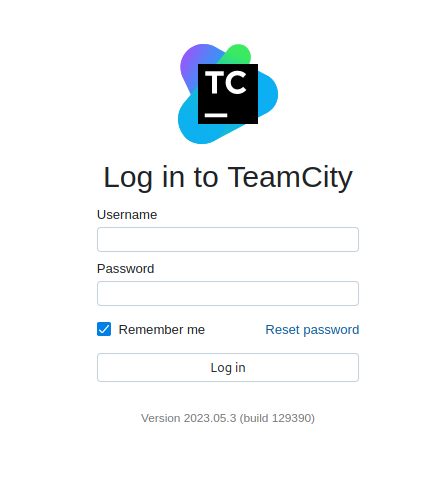 TC
Log in to TeamCity
Username
Password
Remember me Reset password
Log in
Version 2023.05.3 (build 129390)